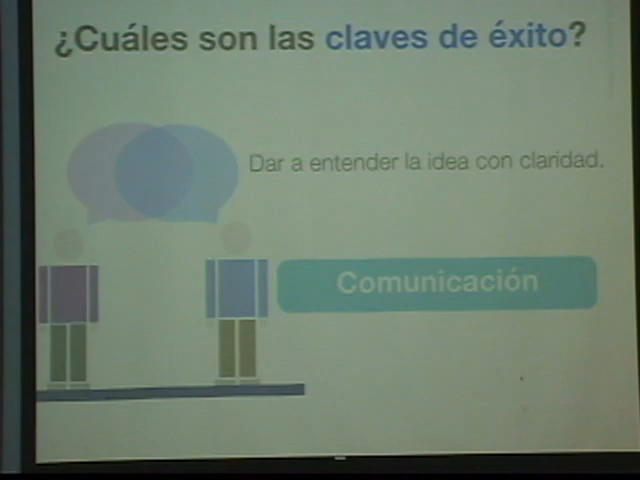 ¿Cuáles son las claves de éxito?
Dar a entender la idea con claridad.
Comunicación